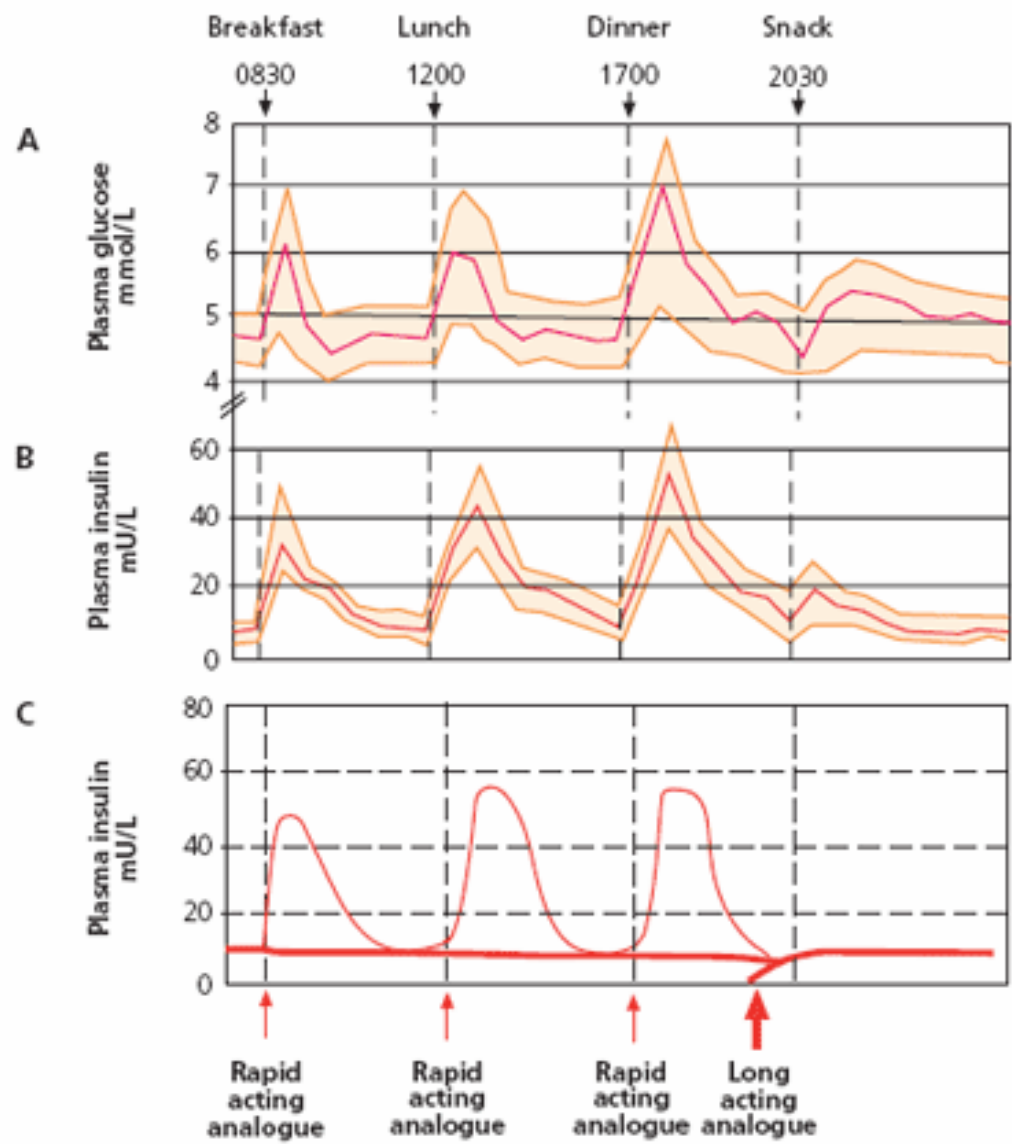 Breakfast Lunch Dinner Snack
0830 1200 1700 2030
A
Plasma glucose
mmol/L
8
7
6
5
4
B
Plasma insulin
mU/L
60
40
20
0
C
Plasma insulin
mU/L
80
60
40
20
0
Rapid Rapid Rapid Long
acting acting acting acting
analogue analogue analogue analogue